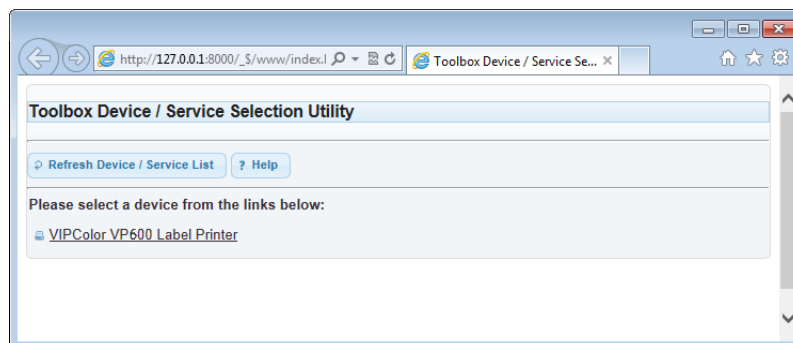 http://127.0.0.1:8000/_S/www/index.l
Toolbox Device / Service Se...
Toolbox Device / Service Selection Utility
Refresh Device / Service List ? Help
Please select a device from the links below:
VIPColor VP600 Label Printer